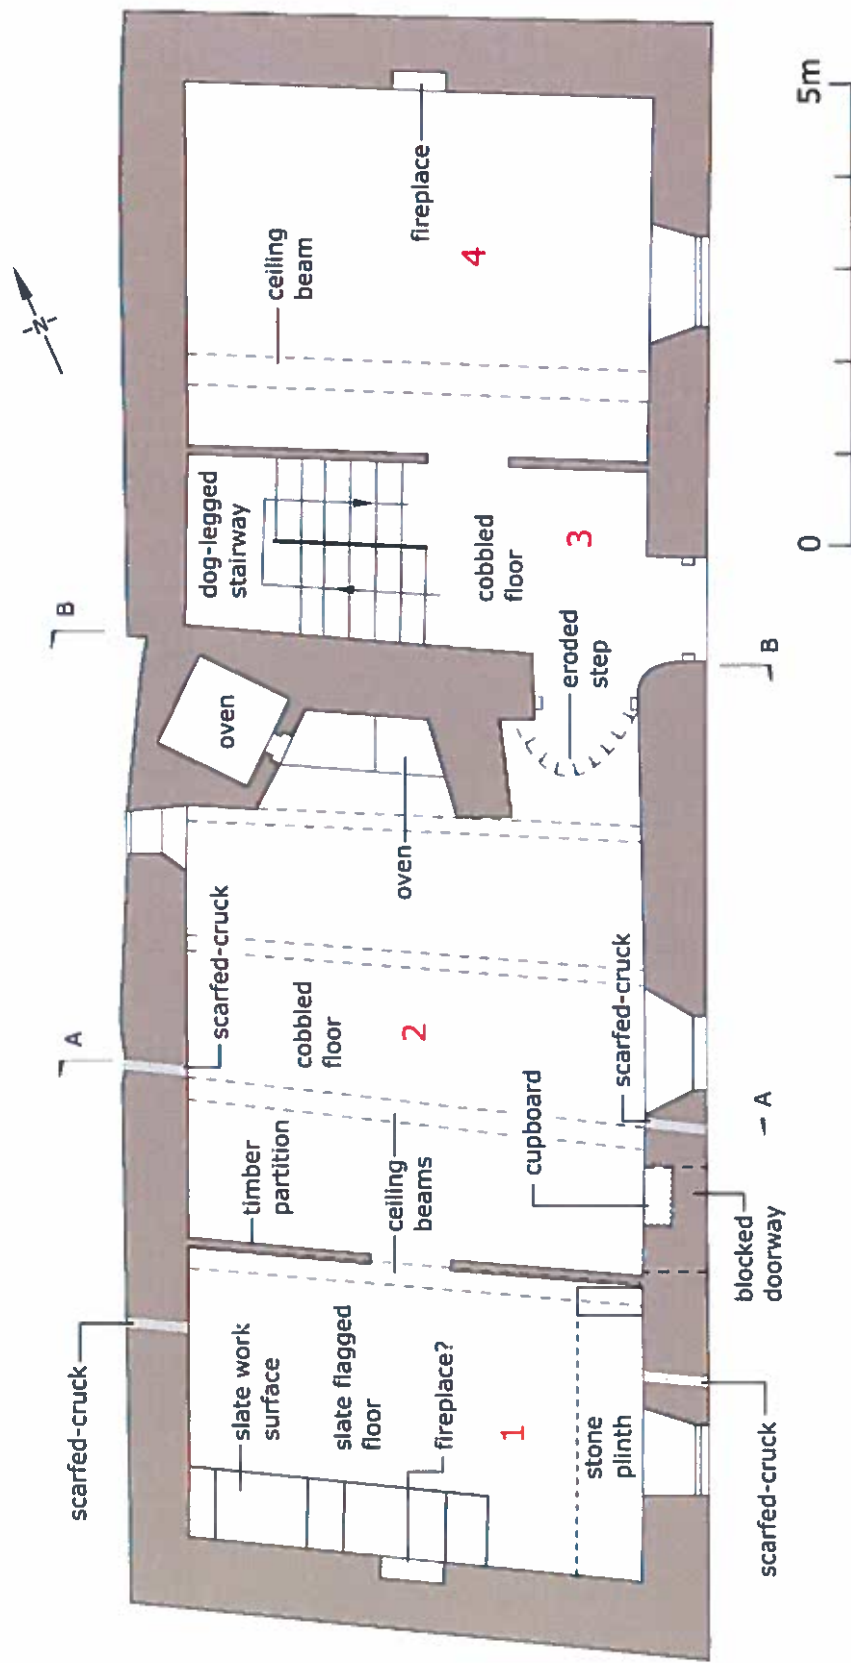 scarfed-cruck
slate work
surface
slate flagged
floor
fireplace?
1
stone
plinth
scarfed-cruck
timber
partition
ceiling
beams
cupboard
blocked
doorway
A
scarfed-cruck
cobbled
floor
2
scarfed-cruck
A
oven
oven
B
dog-legged
stairway
cobbled
floor
3
eroded
step
B
N
ceiling
beam
4
fireplace
0
5m